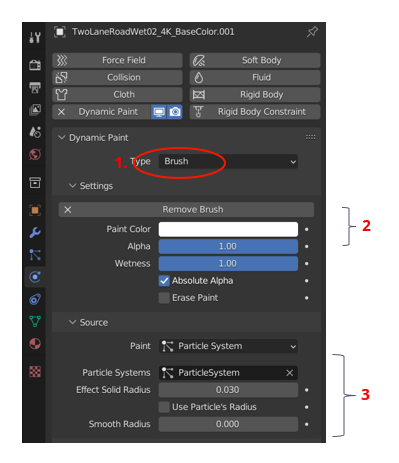 TwoLaneRoadWet02_4K_BaseColor.001
Force Field Soft Body
Collision Fluid
Cloth Rigid Body
Dynamic Paint Rigid Body Constraint
Dynamic Paint
1. Type Brush
Settings
Remove Brush
2
Paint Color
Alpha 1.00
Wetness 1.00
Absolute Alpha
Erase Paint
Source
Paint Particle System
Particle Systems ParticleSystem
Effect Solid Radius 0.030
3
Use Particle's Radius
Smooth Radius 0.000